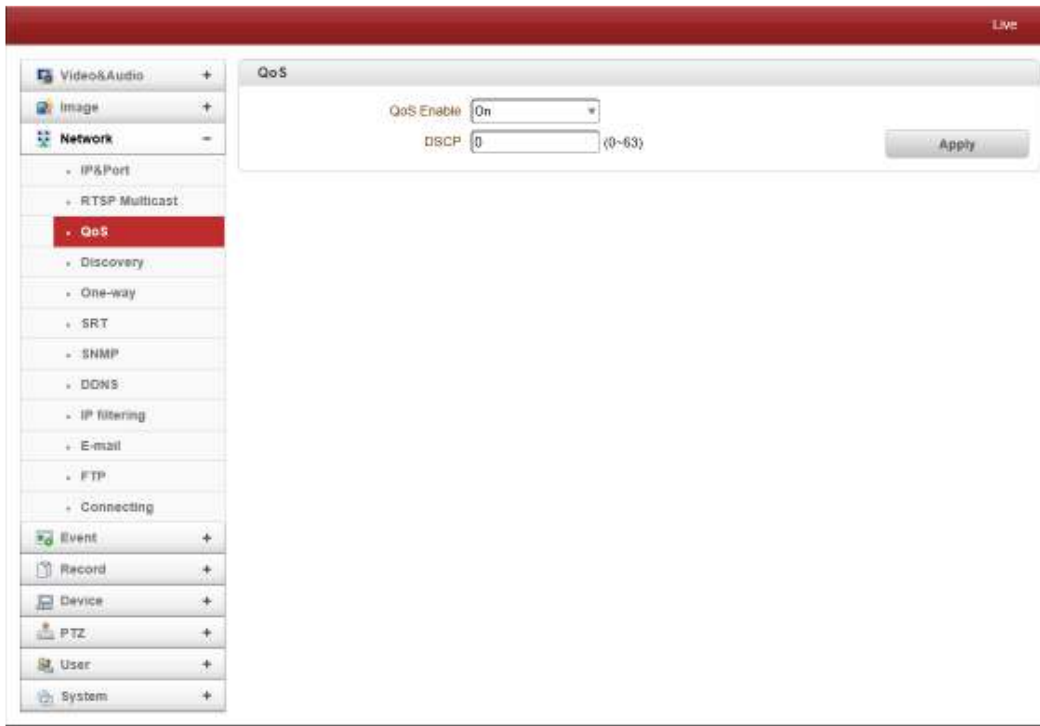 Live
Video&Audio +
Image +
Network -
IP&Port
RTSP Multicast
QoS
Discovery
One-way
SRT
SNMP
DDNS
IP filtering
E-mail
FTP
Connecting
Event +
Record +
Device +
PTZ +
User +
System +
QoS
QoS Enable On
DSCP 0 (0~63)
Apply